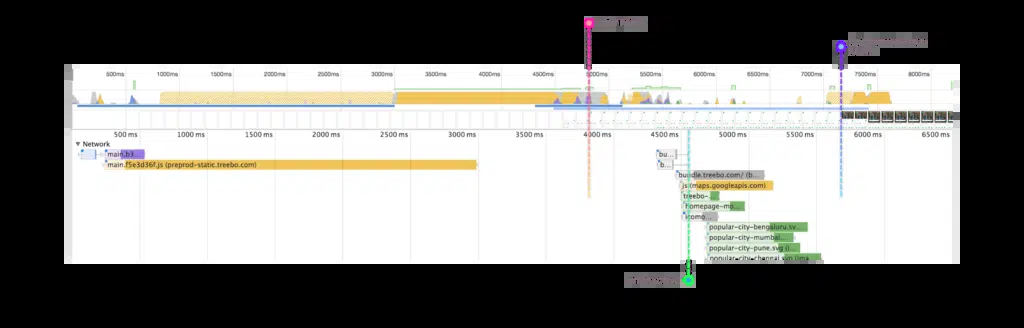 500ms 1000ms 1500ms 2000ms 2500ms 3000ms 3500ms 4000ms 4500ms 5000ms 5500ms 6000ms 6500ms 7000ms 7500ms 8000ms
500 ms 1000 ms 1500 ms 2000 ms 2500 ms 3000 ms 3500 ms 4000 ms 4500 ms 5000 ms 5500 ms 6000 ms 6500 ms
▼ Network
main.b3 bu...
main.f5e3d36f.js (preprod-static.treebo.com) b...
bundle.treebo.com/ (b...
js (maps.googleapis.com)
treebo-...
homepage-mo...
popular-city-bengaluru.sv...
popular-city-mumbai...
popular-city-pune.svg (i...
popular-city-chennai.svg (ima...